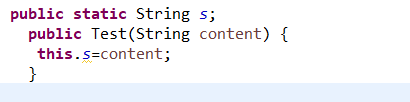 public static String s;
public Test(String content) {
this.s=content;
}